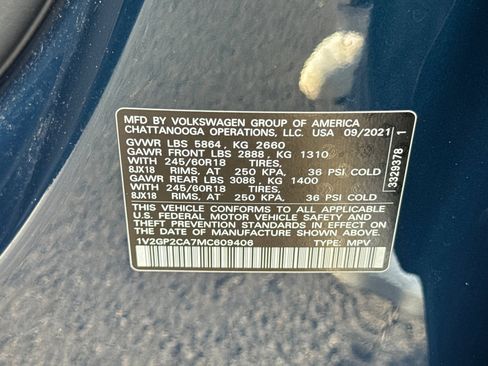 MFD BY VOLKSWAGEN GROUP OF AMERICA
CHATTANOOGA OPERATIONS, LLC. USA 09/2021
GVWR LBS 5864, KG 2660
GAWR FRONT LBS 2888, KG 1310
WITH 245/60R18 TIRES,
8JX18 RIMS, AT 250 KPA, 36 PSI COLD
GAWR REAR LBS 3086, KG 1400
WITH 245/60R18 TIRES,
8JX18 RIMS, AT 250 KPA, 36 PSI COLD
THIS VEHICLE CONFORMS TO ALL APPLICABLE
U.S. FEDERAL MOTOR VEHICLE SAFETY AND
THEFT PREVENTION STANDARDS IN EFFECT ON
THE DATE OF MANUFACTURE SHOWN ABOVE.
1V2GP2CA7MC609406 TYPE: MPV
3329378 1